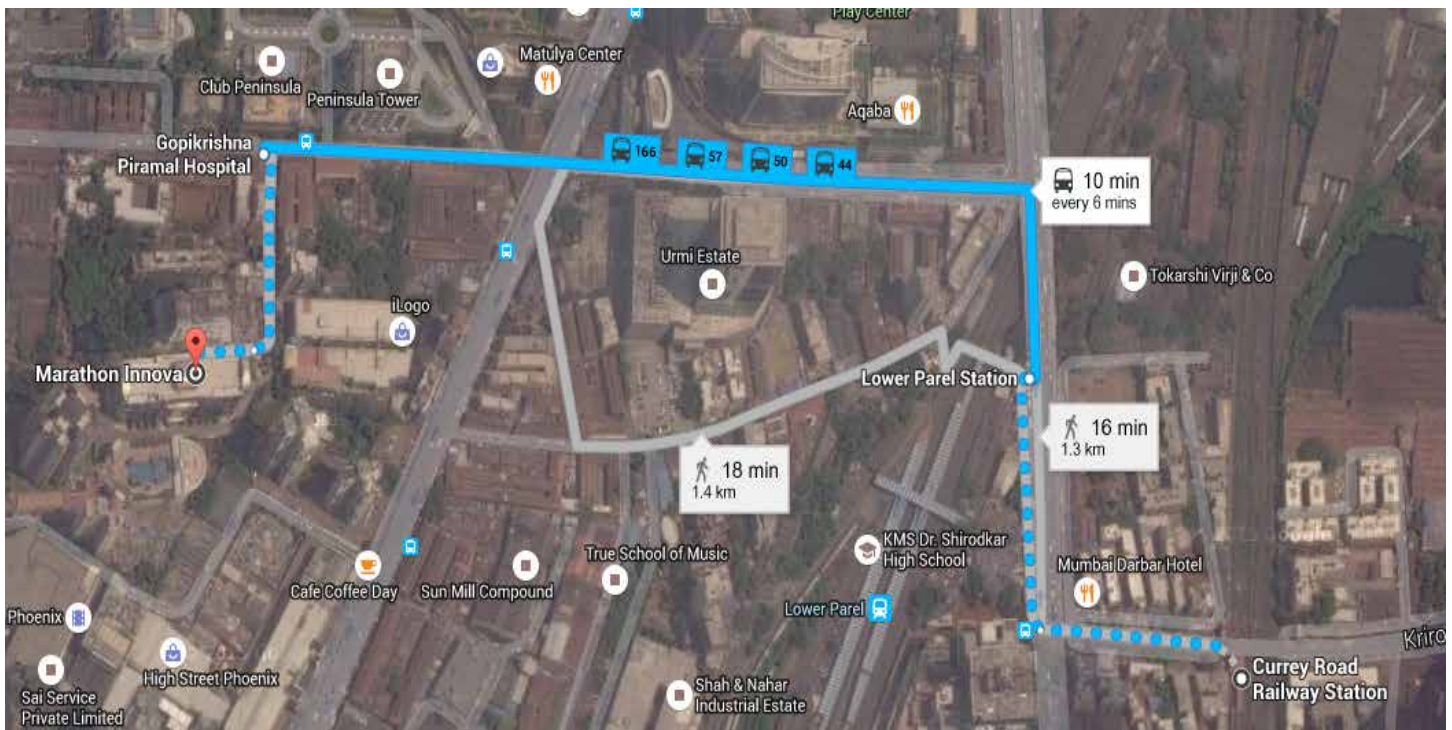 Play Center
Matulya Center
Club Peninsula
Peninsula Tower
Aqaba
Gopikrishna
Piramal Hospital
166
57
50
44
10 min
every 6 mins
Urmi Estate
Tokarshi Virji & Co
iLogo
Marathon Innova
Lower Parel Station
16 min
1.3 km
18 min
1.4 km
KMS Dr. Shirodkar
High School
True School of Music
Mumbai Darbar Hotel
Cafe Coffee Day
Sun Mill Compound
Lower Parel
Phoenix
High Street Phoenix
Sai Service
Private Limited
Shah & Nahar
Industrial Estate
Kriro
Currey Road
Railway Station